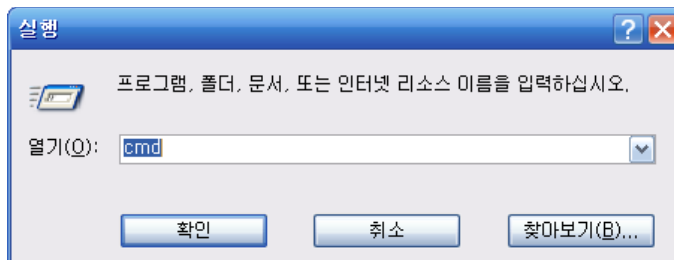 실행
프로그램, 폴더, 문서, 또는 인터넷 리소스 이름을 입력하십시오.
열기(O): cmd
확인 취소 찾아보기(B)...